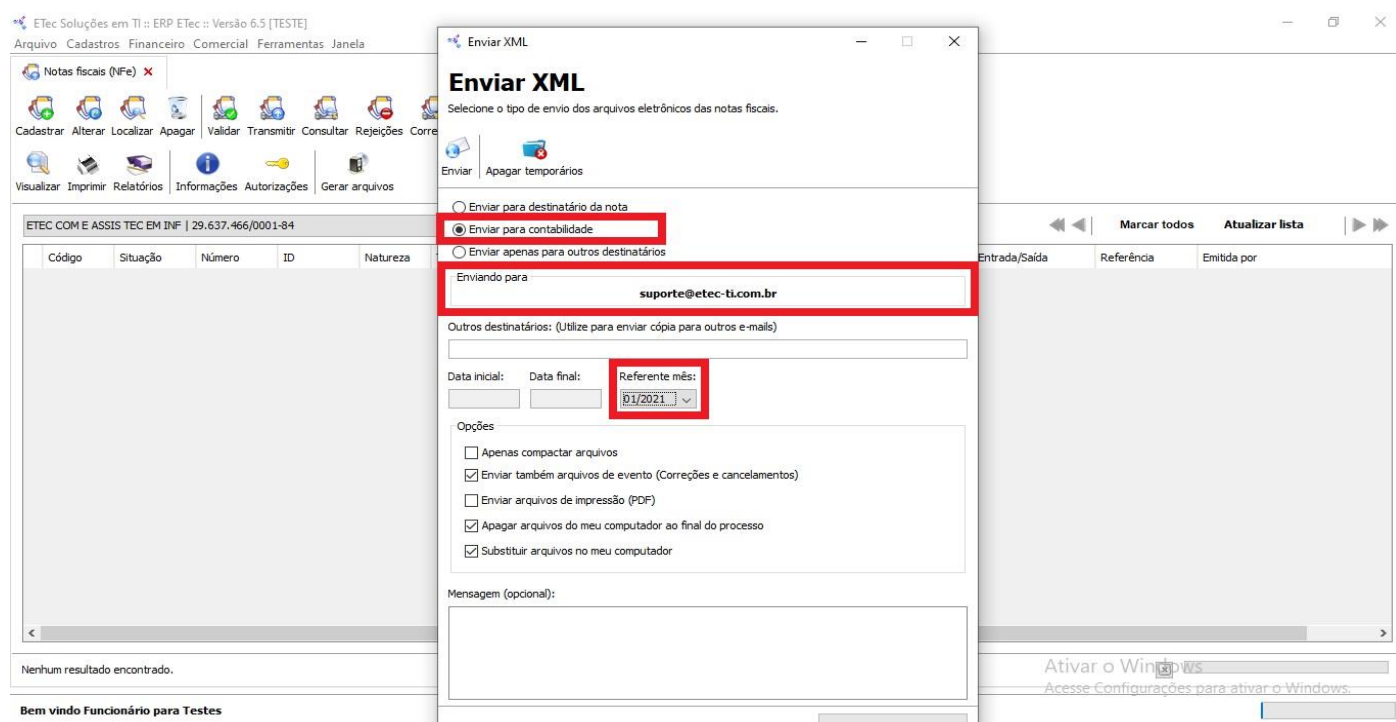 ETec Soluções em TI :: ERP ETec :: Versão 6.5 [TESTE]
Arquivo Cadastros Financeiro Comercial Ferramentas Janela
Notas fiscais (NFe)
Cadastrar Alterar Localizar Apagar Validar Transmitir Consultar Rejeições Corre
Visualizar Imprimir Relatórios Informações Autorizações Gerar arquivos
ETEC COM E ASSIS TEC EM INF | 29.637.466/0001-84
Marcar todos Atualizar lista
Código Situação Número ID Natureza
Entrada/Saída Referência Emitida por
Enviar XML
Enviar XML
Selecione o tipo de envio dos arquivos eletrônicos das notas fiscais.
Enviar Apagar temporários
Enviar para destinatário da nota
Enviar para contabilidade
Enviar apenas para outros destinatários
Enviando para
suporte@etec-ti.com.br
Outros destinatários: (Utilize para enviar cópia para outros e-mails)
Data inicial: Data final: Referente mês:
01/2021
Opções
Apenas compactar arquivos
Enviar também arquivos de evento (Correções e cancelamentos)
Enviar arquivos de impressão (PDF)
Apagar arquivos do meu computador ao final do processo
Substituir arquivos no meu computador
Mensagem (opcional):
Nenhum resultado encontrado.
Ativar o Windows
Acesse Configurações para ativar o Windows.
Bem vindo Funcionário para Testes